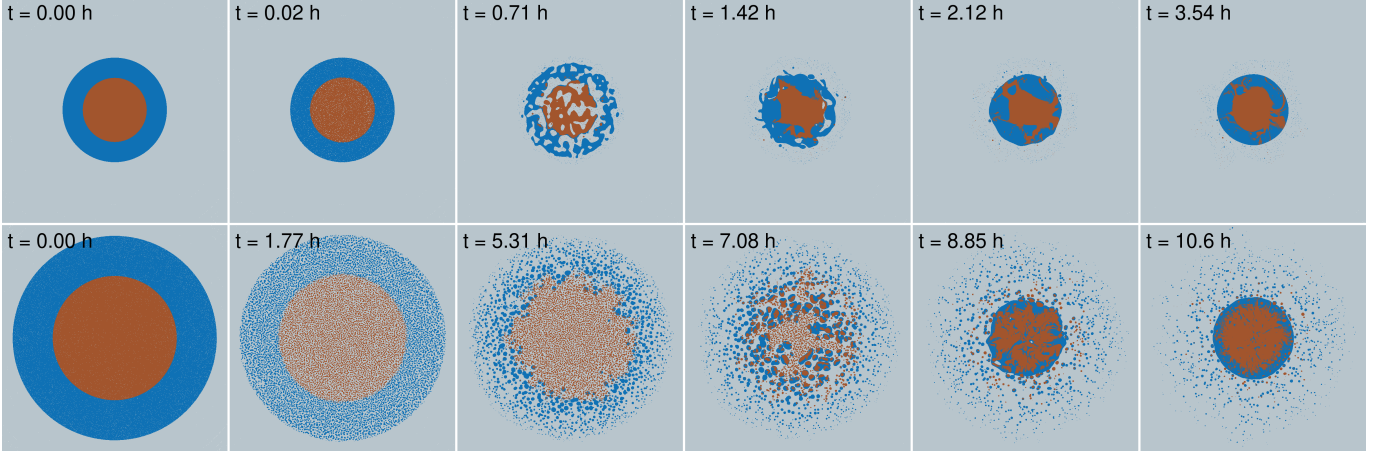 t = 0.00 h
t = 0.02 h
t = 0.71 h
t = 1.42 h
t = 2.12 h
t = 3.54 h
t = 0.00 h
t = 1.77 h
t = 5.31 h
t = 7.08 h
t = 8.85 h
t = 10.6 h